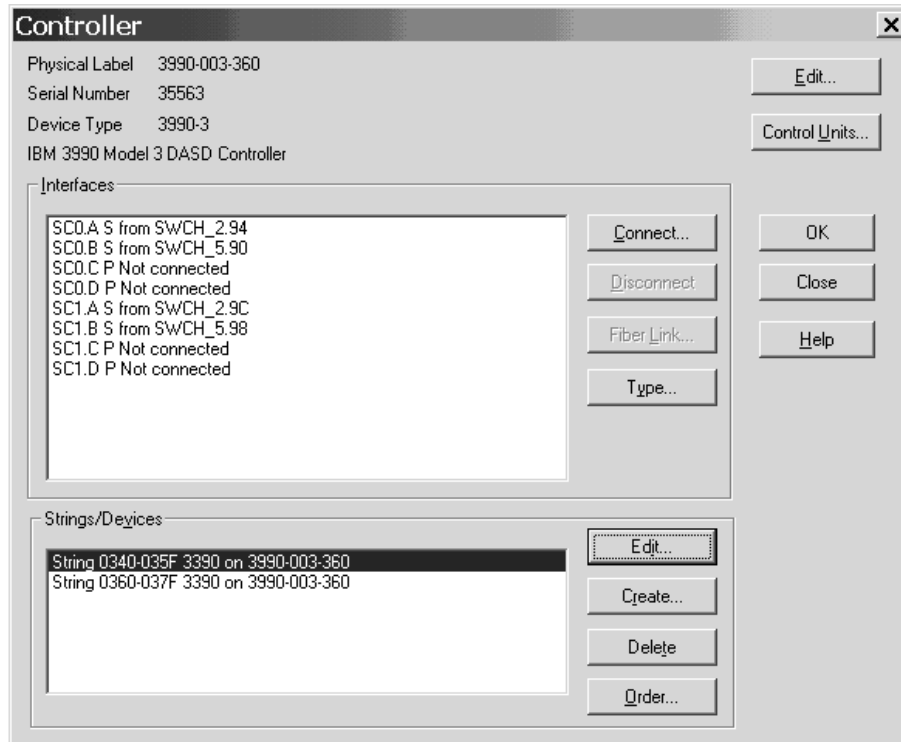 Controller
Physical Label 3990-003-360
Serial Number 35563
Device Type 3990-3
IBM 3990 Model 3 DASD Controller
Edit...
Control Units...
Interfaces
SC0.A S from SWCH_2.94
SC0.B S from SWCH_5.90
SC0.C P Not connected
SC0.D P Not connected
SC1.A S from SWCH_2.9C
SC1.B S from SWCH_5.98
SC1.C P Not connected
SC1.D P Not connected
Connect...
Disconnect
Fiber Link...
Type...
OK
Close
Help
Strings/Devices
String 0340-035F 3390 on 3990-003-360
String 0360-037F 3390 on 3990-003-360
Edit...
Create...
Delete
Order...